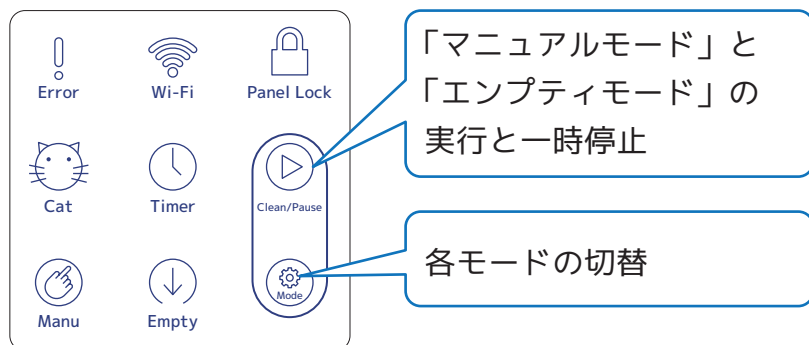 Error
Wi-Fi
Panel Lock
「マニュアルモード」と
「エンプティモード」の
実行と一時停止
Cat
Timer
Clean/Pause
各モードの切替
Mode
Manu
Empty